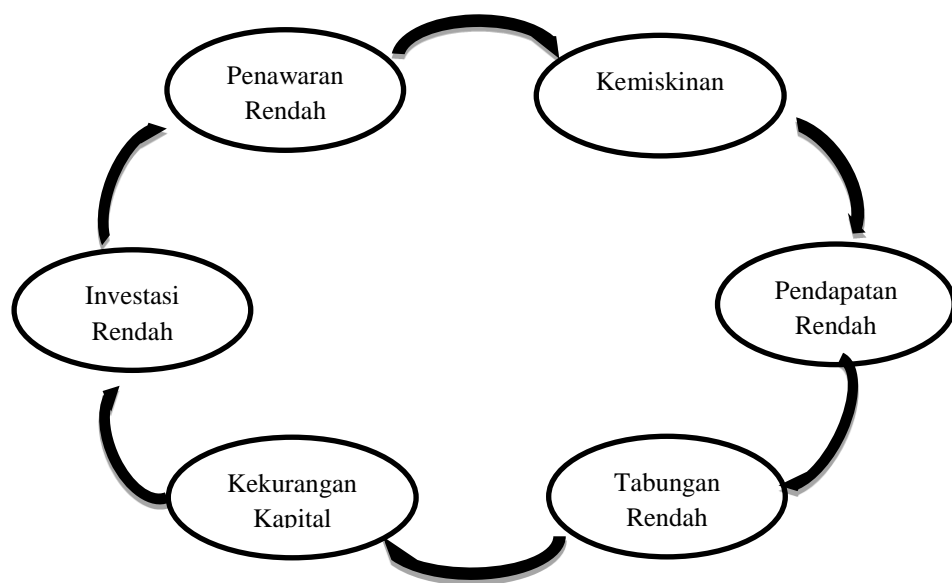 Penawaran
Rendah
Kemiskinan
Pendapatan
Rendah
Tabungan
Rendah
Kekurangan
Kapital
Investasi
Rendah